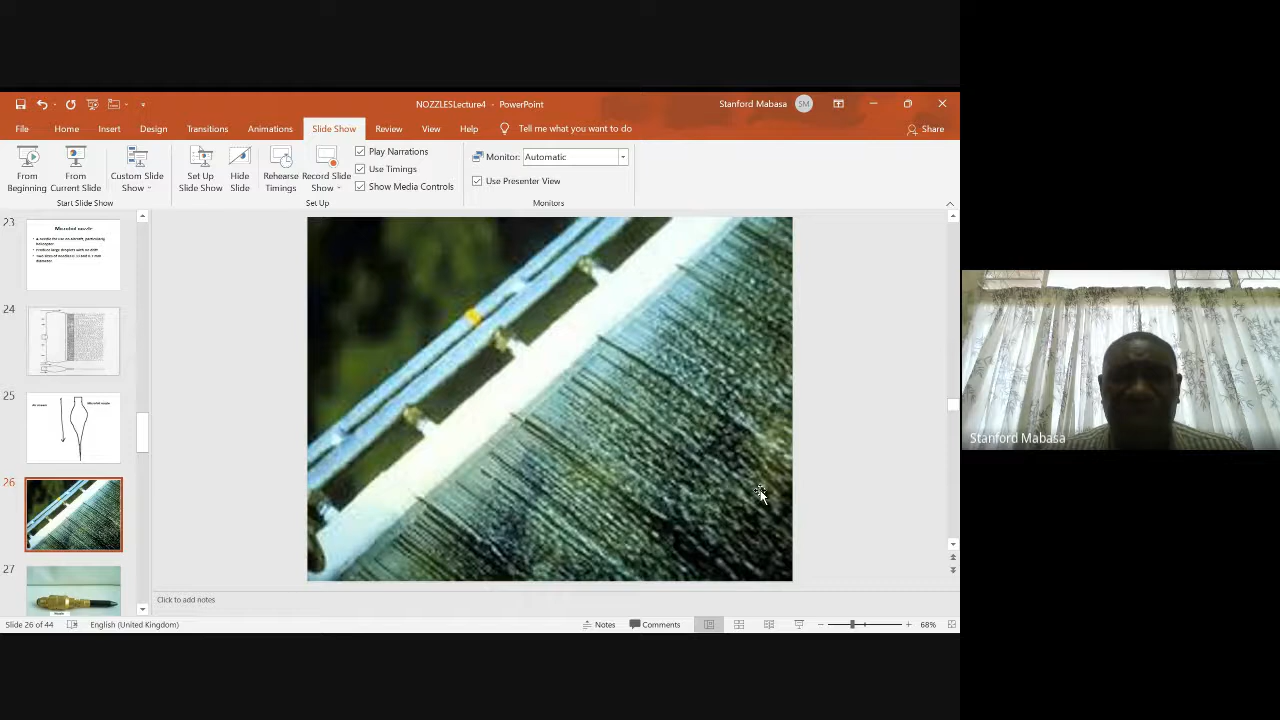 NOZZLESLecture4 - PowerPoint
Stanford Mabasa
SM
File
Home
Insert
Design
Transitions
Animations
Slide Show
Review
View
Help
Tell me what you want to do
Share
From Beginning
From Current Slide
Custom Slide Show
Set Up Slide Show
Hide Slide
Rehearse Timings
Record Slide Show
Play Narrations
Use Timings
Show Media Controls
Monitor: Automatic
Use Presenter View
Start Slide Show
Set Up
Monitors
23
Microfoil nozzle
24
25
26
27
Click to add notes
Slide 26 of 44
English (United Kingdom)
Notes
Comments
68%
Stanford Mabasa